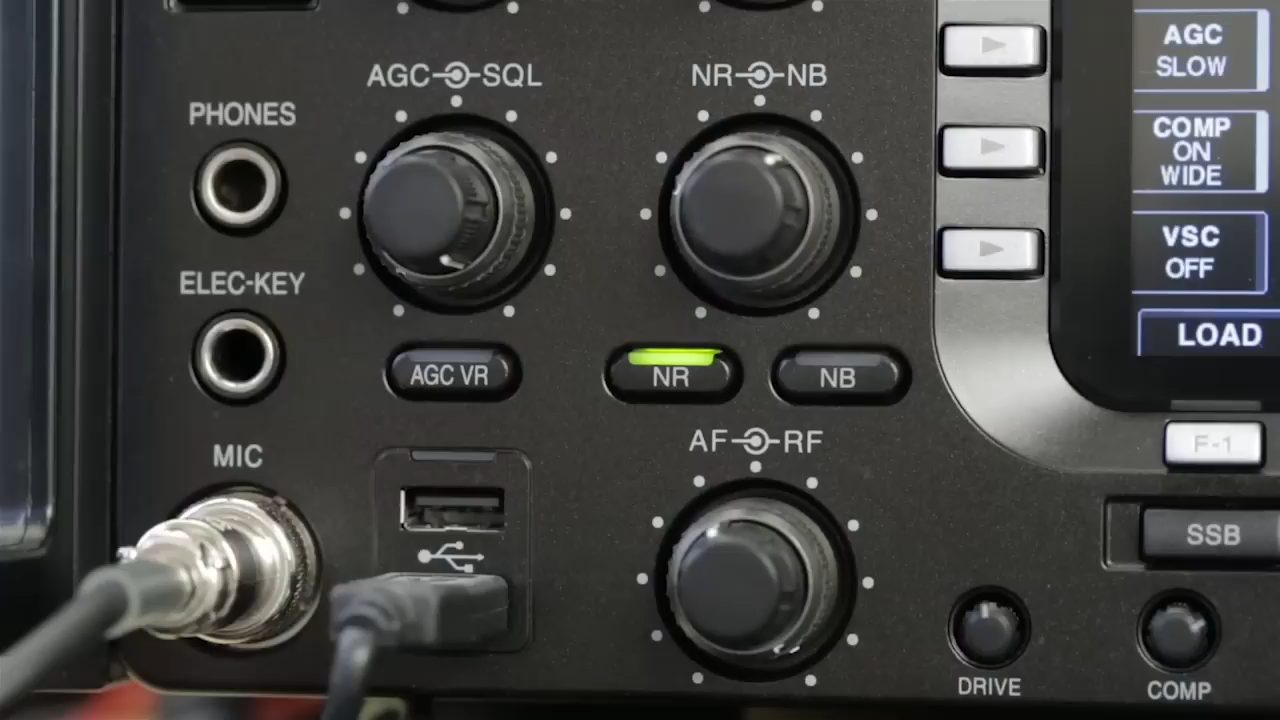 AGC SQL
NR NB
PHONES
ELEC-KEY
AGC VR
NR
NB
MIC
AF RF
DRIVE
COMP
AGC
SLOW
COMP
ON
WIDE
VSC
OFF
LOAD
F-1
SSB